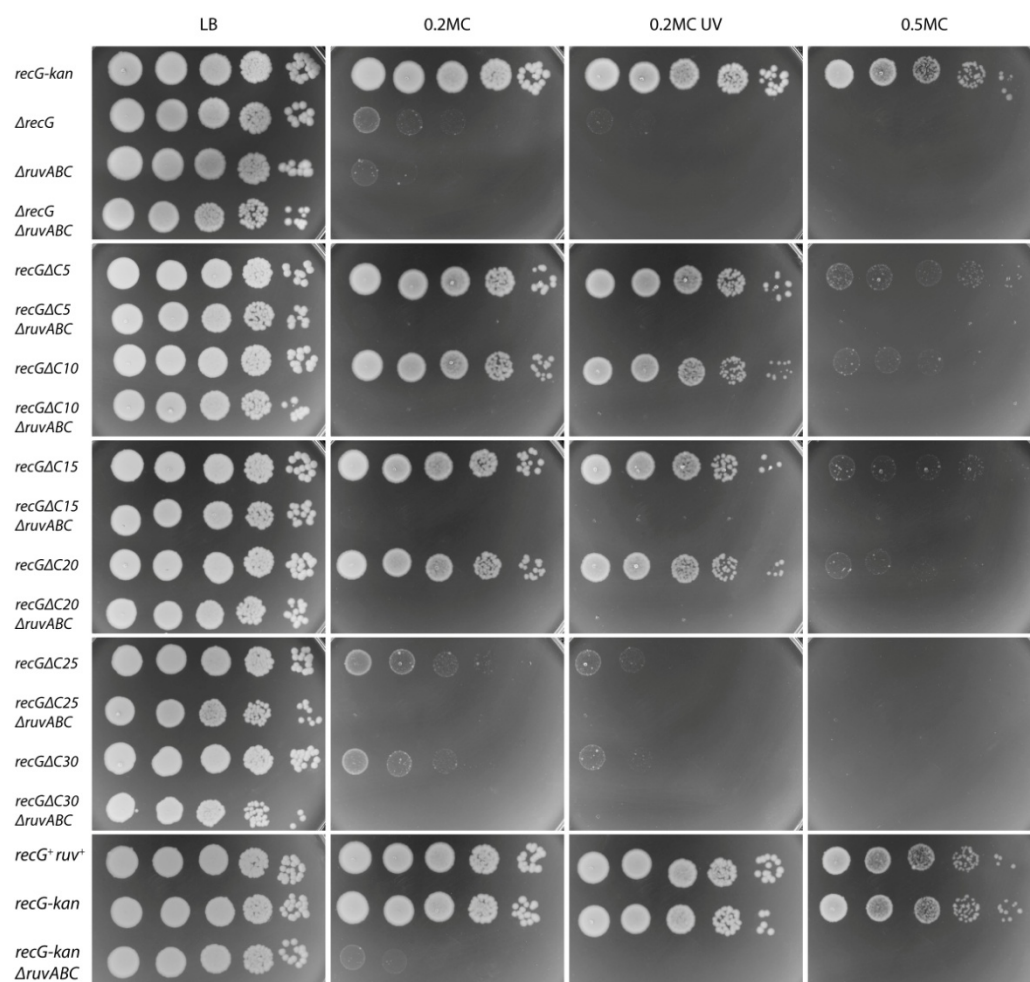 LB 0.2MC 0.2MC UV 0.5MC
recG-kan
ΔrecG
ΔruvABC
ΔrecG
ΔruvABC
recGΔC5
recGΔC5
ΔruvABC
recGΔC10
recGΔC10
ΔruvABC
recGΔC15
recGΔC15
ΔruvABC
recGΔC20
recGΔC20
ΔruvABC
recGΔC25
recGΔC25
ΔruvABC
recGΔC30
recGΔC30
ΔruvABC
recG⁺ ruv⁺
recG-kan
recG-kan
ΔruvABC